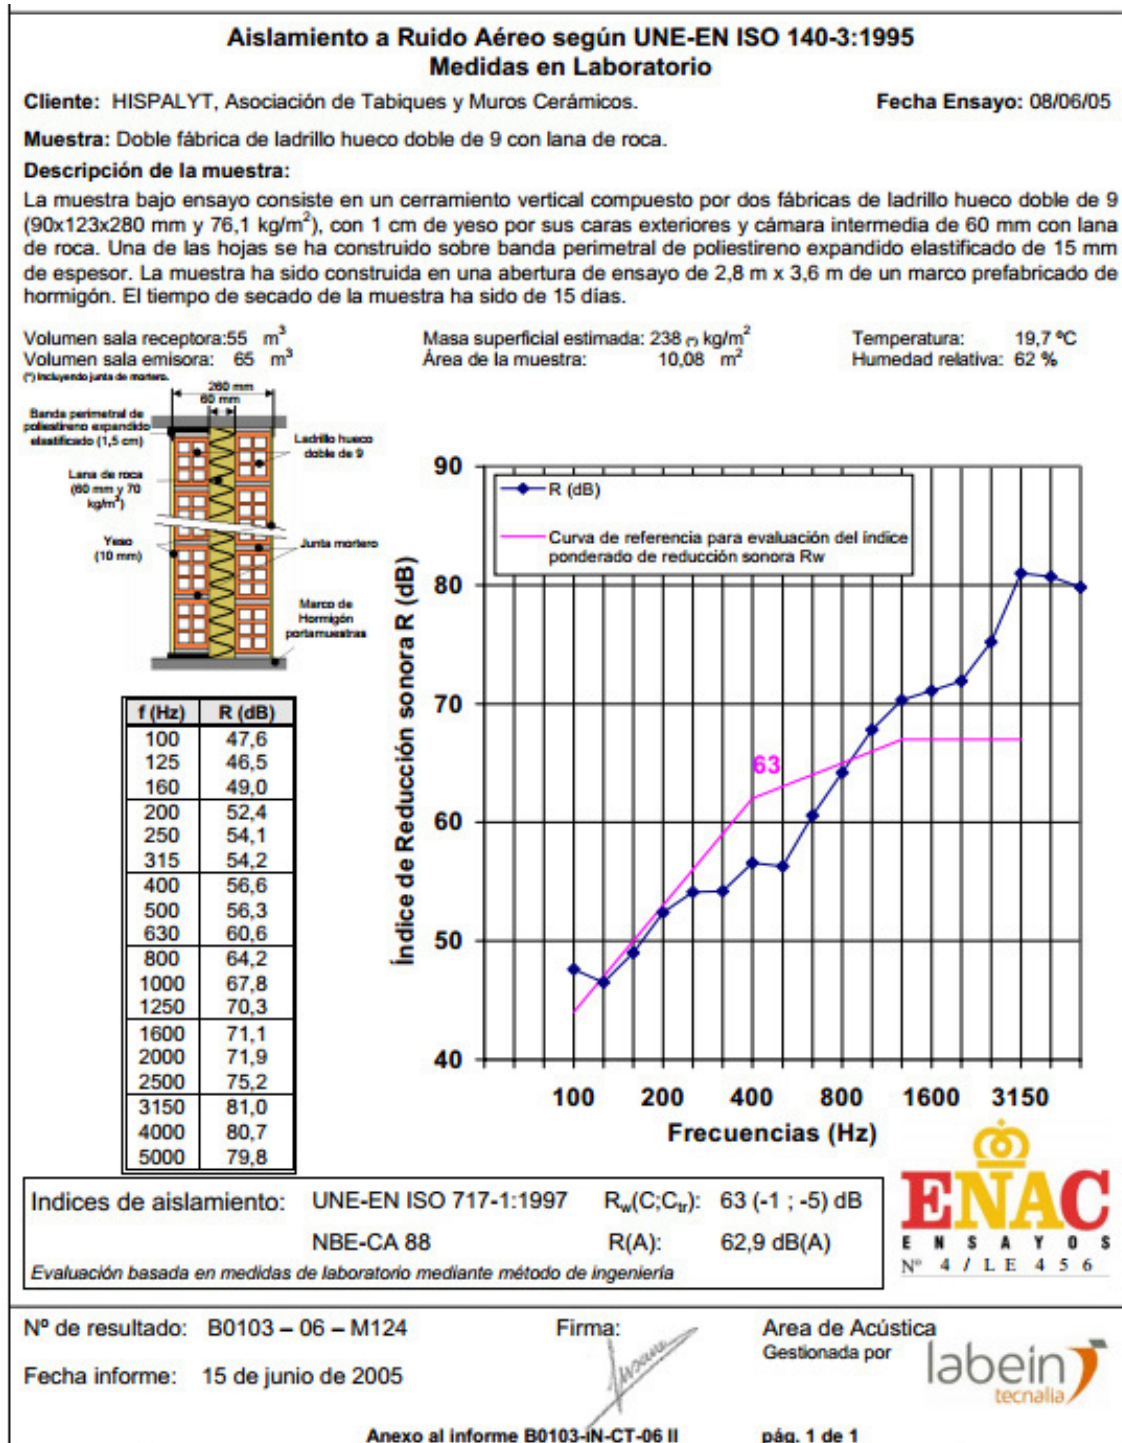 Aislamiento a Ruido Aéreo según UNE-EN ISO 140-3:1995
Medidas en Laboratorio
Cliente: HISPALYT, Asociación de Tabiques y Muros Cerámicos. Fecha Ensayo: 08/06/05
Muestra: Doble fábrica de ladrillo hueco doble de 9 con lana de roca.
Descripción de la muestra:
La muestra bajo ensayo consiste en un cerramiento vertical compuesto por dos fábricas de ladrillo hueco doble de 9
(90x123x280 mm y 76,1 kg/m²), con 1 cm de yeso por sus caras exteriores y cámara intermedia de 60 mm con lana
de roca. Una de las hojas se ha construido sobre banda perimetral de poliestireno expandido elastificado de 15 mm
de espesor. La muestra ha sido construida en una abertura de ensayo de 2,8 m x 3,6 m de un marco prefabricado de
hormigón. El tiempo de secado de la muestra ha sido de 15 días.
Volumen sala receptora:55 m³ Masa superficial estimada: 238 (*) kg/m² Temperatura: 19,7 ºC
Volumen sala emisora: 65 m³ Área de la muestra: 10,08 m² Humedad relativa: 62 %
(*) Incluyendo junta de mortero.
260 mm
60 mm
Banda perimetral de
poliestireno expandido
elastificado (1,5 cm)
Ladrillo hueco
doble de 9
Lana de roca
(60 mm y 70
kg/m³)
Yeso
(10 mm)
Junta mortero
Marco de
Hormigón
portamuestras
f (Hz) R (dB)
100 47,6
125 46,5
160 49,0
200 52,4
250 54,1
315 54,2
400 56,6
500 56,3
630 60,6
800 64,2
1000 67,8
1250 70,3
1600 71,1
2000 71,9
2500 75,2
3150 81,0
4000 80,7
5000 79,8
Índice de Reducción sonora R (dB)
90
80
70
60
50
40
R (dB)
Curva de referencia para evaluación del índice
ponderado de reducción sonora Rw
63
100 200 400 800 1600 3150
Frecuencias (Hz)
ENAC
ENSAYOS
Nº 4 / LE 456
Indices de aislamiento: UNE-EN ISO 717-1:1997 Rw(C;Ctr): 63 (-1 ; -5) dB
NBE-CA 88 R(A): 62,9 dB(A)
Evaluación basada en medidas de laboratorio mediante método de ingeniería
Nº de resultado: B0103 – 06 – M124 Firma: Area de Acústica
Gestionada por
labein
tecnalia
Fecha informe: 15 de junio de 2005
Anexo al informe B0103-IN-CT-06 II pág. 1 de 1